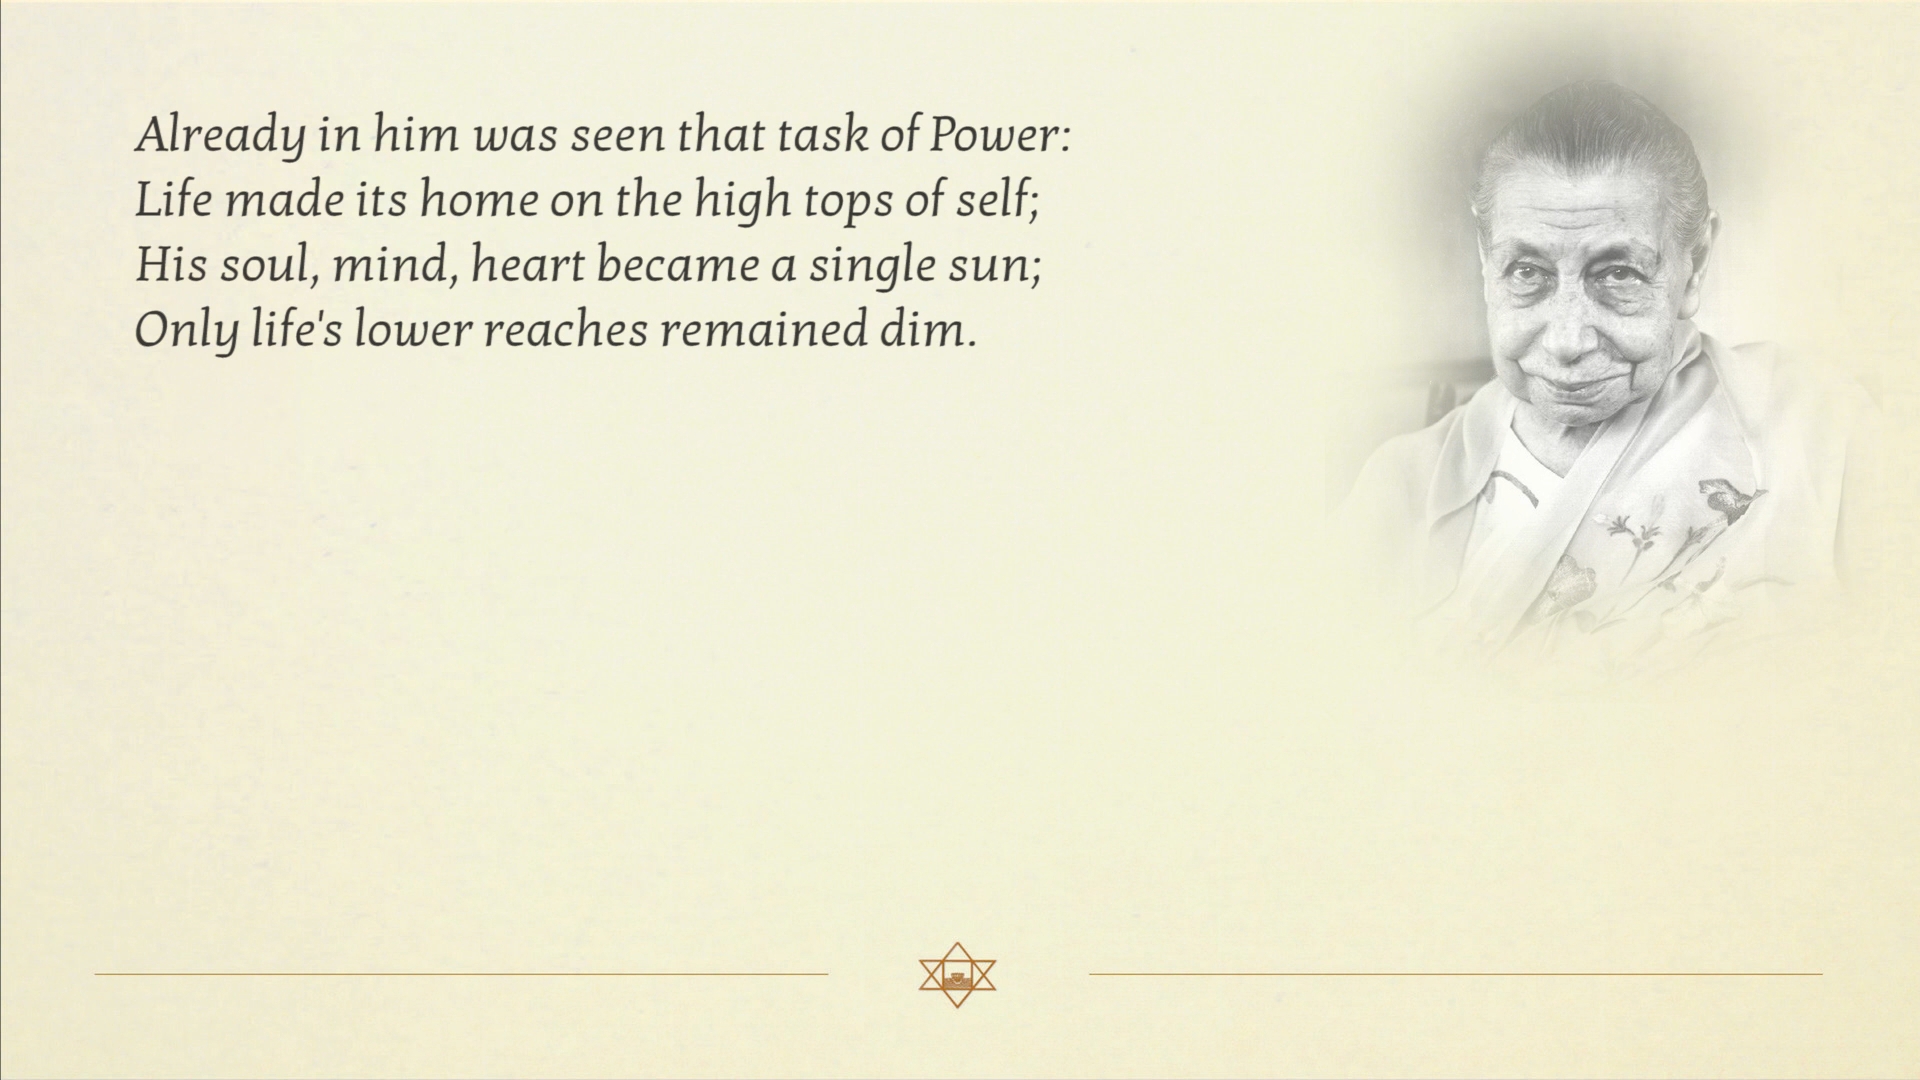 Already in him was seen that task of Power:
Life made its home on the high tops of self;
His soul, mind, heart became a single sun;
Only life's lower reaches remained dim.